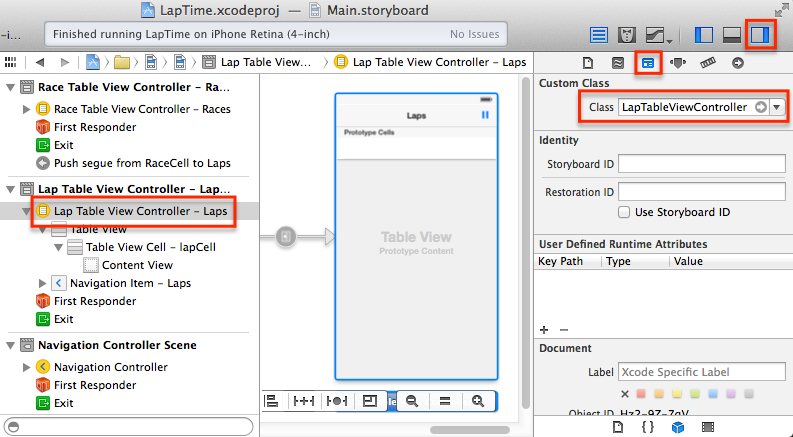 LapTime.xcodeproj Main.storyboard
Finished running LapTime on iPhone Retina (4-inch) No Issues
Lap Table View... Lap Table View Controller - Laps
Race Table View Controller - Ra...
Race Table View Controller - Races
First Responder
Exit
Push segue from RaceCell to Laps
Lap Table View Controller - Lap...
Lap Table View Controller - Laps
Table View
Table View Cell - lapCell
Content View
Navigation Item - Laps
First Responder
Exit
Navigation Controller Scene
Navigation Controller
First Responder
Exit
Laps
Prototype Cells
Table View
Prototype Content
Custom Class
Class LapTableViewController
Identity
Storyboard ID
Restoration ID
Use Storyboard ID
User Defined Runtime Attributes
Key Path Type Value
Document
Label Xcode Specific Label
Object ID Hz2-9Z-ZgV